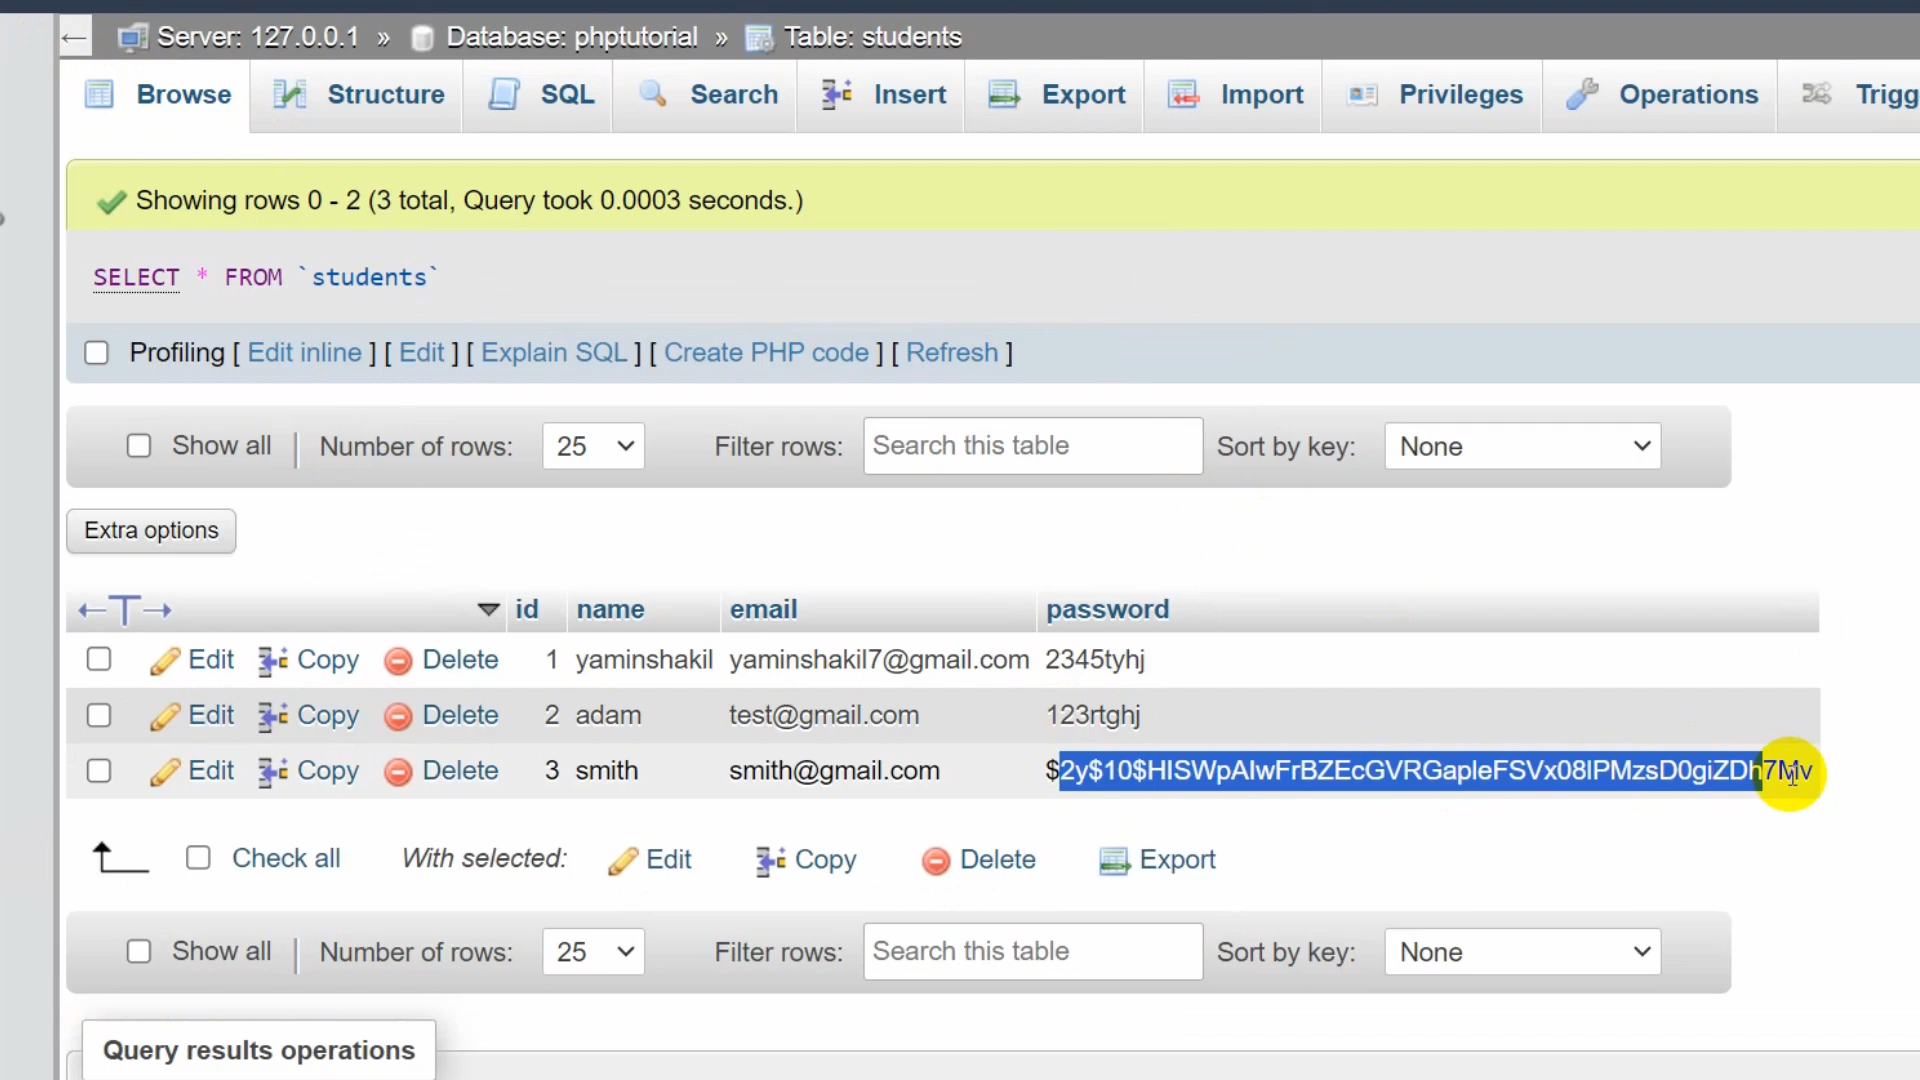 Server: 127.0.0.1 » Database: phptutorial » Table: students
Browse Structure SQL Search Insert Export Import Privileges Operations Trigg
Showing rows 0 - 2 (3 total, Query took 0.0003 seconds.)
SELECT * FROM `students`
Profiling [ Edit inline ] [ Edit ] [ Explain SQL ] [ Create PHP code ] [ Refresh ]
Show all | Number of rows: 25 Filter rows: Search this table Sort by key: None
Extra options
←T→ id name email password
Edit Copy Delete 1 yaminshakil yaminshakil7@gmail.com 2345tyhj
Edit Copy Delete 2 adam test@gmail.com 123rtghj
Edit Copy Delete 3 smith smith@gmail.com $2y$10$HISWpAIwFrBZEcGVRGapleFSVx08lPMzsD0giZDh7Mv
Check all With selected: Edit Copy Delete Export
Show all | Number of rows: 25 Filter rows: Search this table Sort by key: None
Query results operations